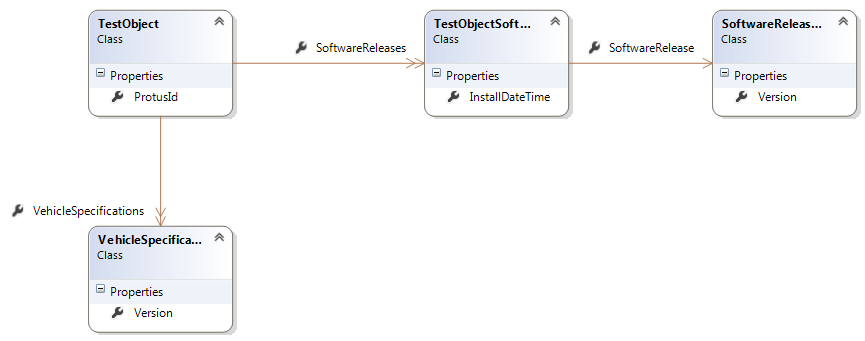 TestObject
Class
Properties
ProtusId
SoftwareReleases
TestObjectSoft...
Class
Properties
InstallDateTime
SoftwareRelease
SoftwareReleas...
Class
Properties
Version
VehicleSpecifications
VehicleSpecifica...
Class
Properties
Version